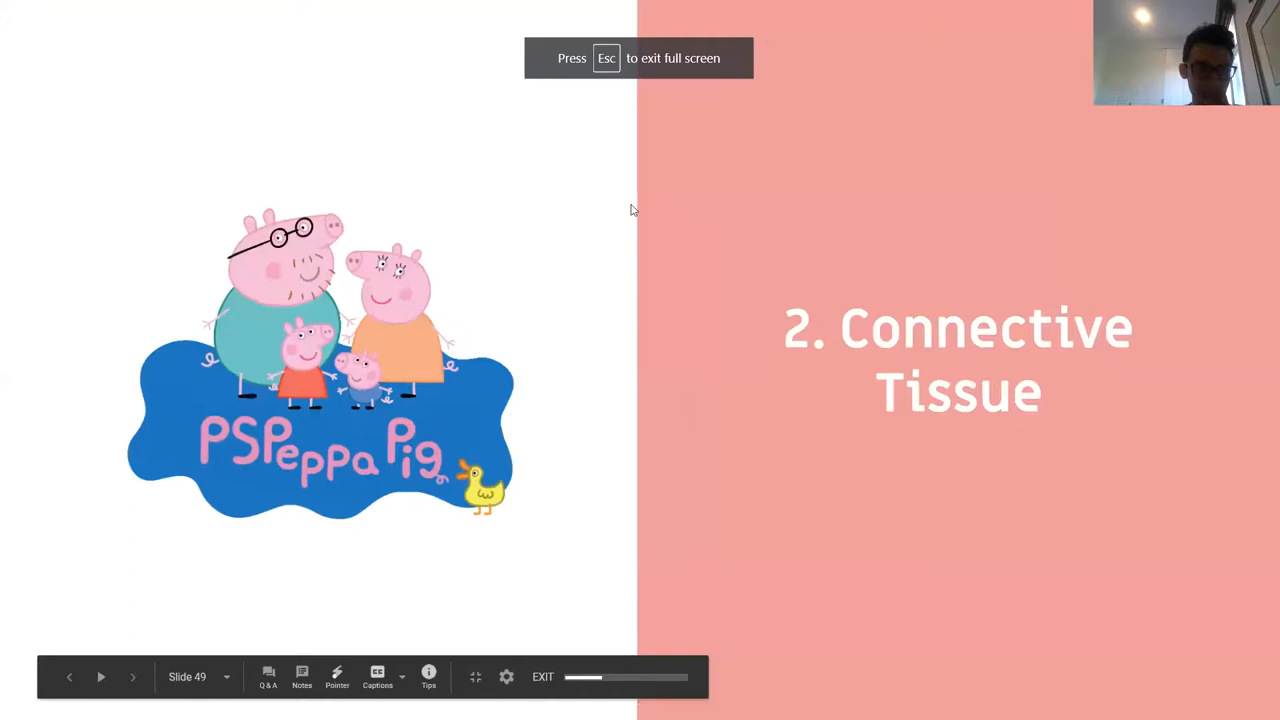 Press Esc to exit full screen
2. Connective
Tissue
PSPeppa Pig
Slide 49
Q & A
Notes
Pointer
Captions
Tips
EXIT